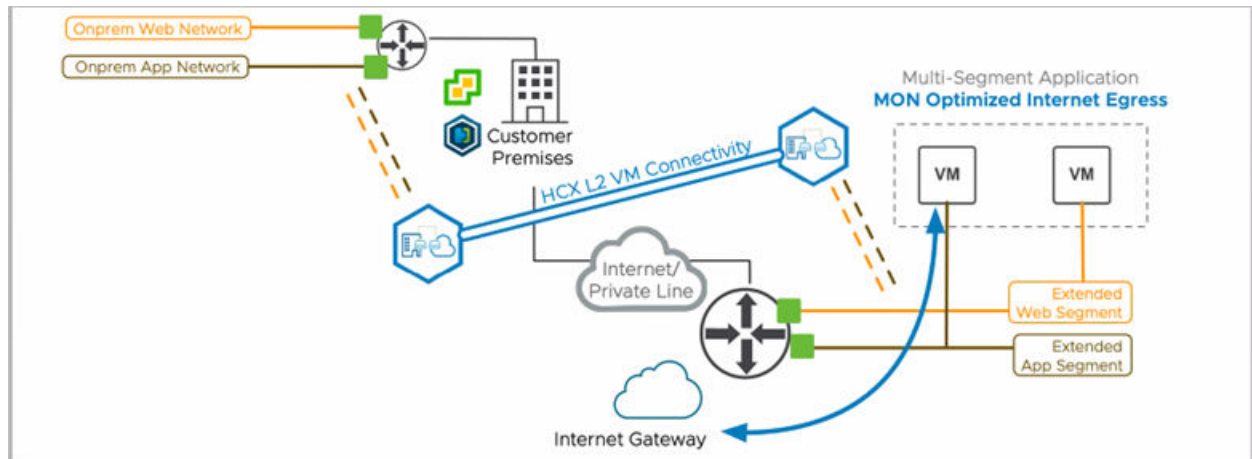 Onprem Web Network
Onprem App Network
Customer
Premises
HCX L2 VM Connectivity
Internet/
Private Line
Multi-Segment Application
MON Optimized Internet Egress
VM
VM
Extended
Web Segment
Extended
App Segment
Internet Gateway